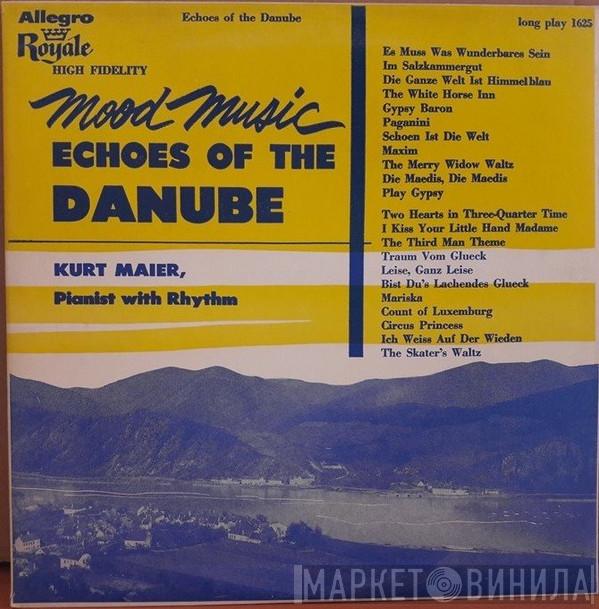 Allegro
Royale
HIGH FIDELITY
Echoes of the Danube
long play 1625
Mood Music
ECHOES OF THE
DANUBE
KURT MAIER,
Pianist with Rhythm
Es Muss Was Wunderbares Sein
Im Salzkammergut
Die Ganze Welt Ist Himmelblau
The White Horse Inn
Gypsy Baron
Paganini
Schoen Ist Die Welt
Maxim
The Merry Widow Waltz
Die Maedis, Die Maedis
Play Gypsy
Two Hearts in Three-Quarter Time
I Kiss Your Little Hand Madame
The Third Man Theme
Traum Vom Glueck
Leise, Ganz Leise
Bist Du's Lachendes Glueck
Mariska
Count of Luxemburg
Circus Princess
Ich Weiss Auf Der Wieden
The Skater's Waltz
МАРКЕТ ВИНИЛА